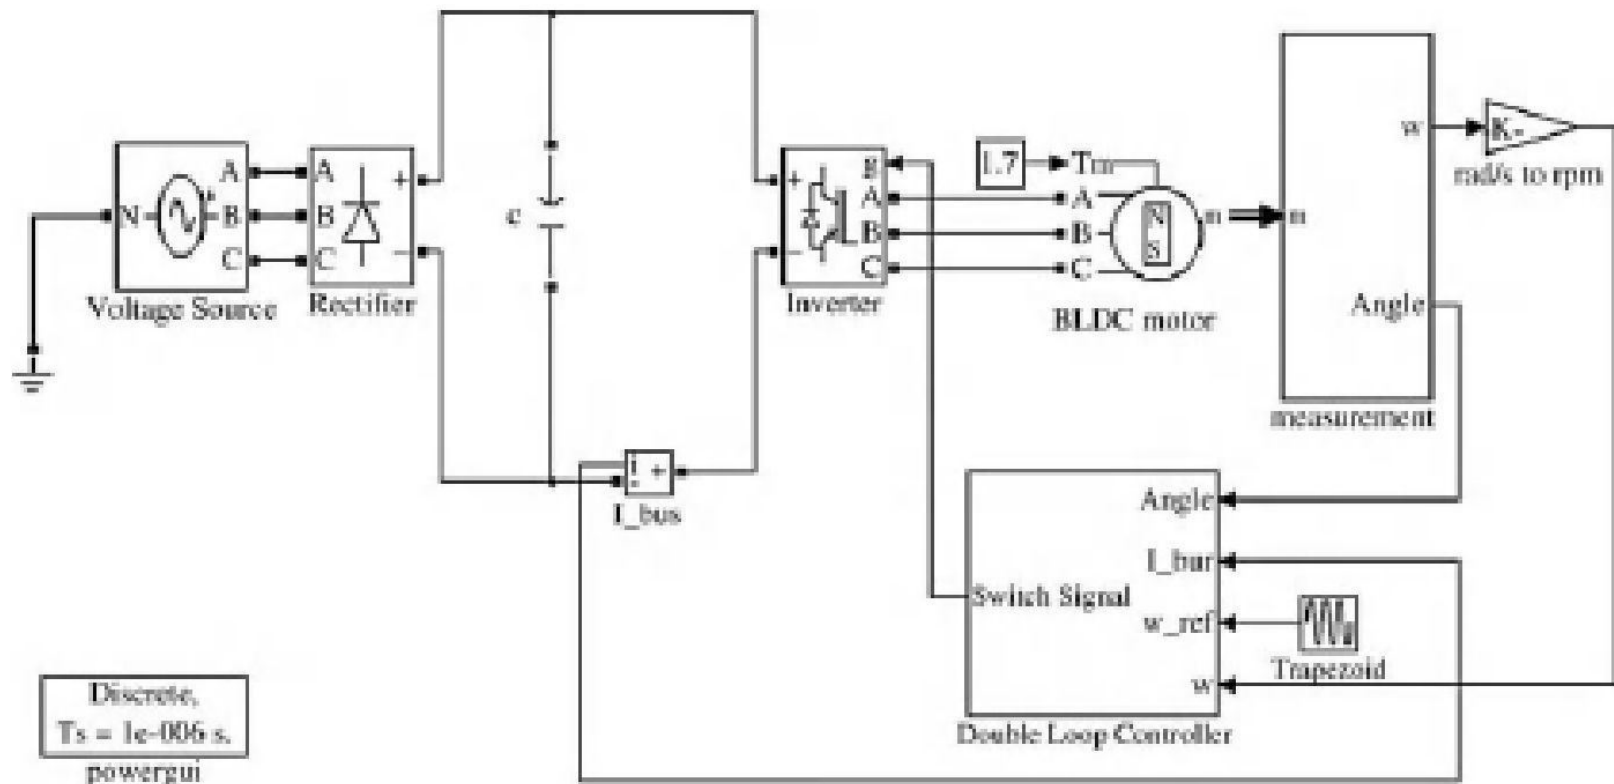 N
A
B
C
Voltage Source
A
B
C
+
-
Rectifier
c
+
-
g
A
B
C
Inverter
1.7
Tm
A
B
C
N
S
m
BLDC motor
m
w
Angle
measurement
K-
rad/s to rpm
i
+
-
I_bus
Angle
I_bur
w_ref
w
Switch Signal
Double Loop Controller
Trapezoid
Discrete,
Ts = 1e-006 s.
powergui